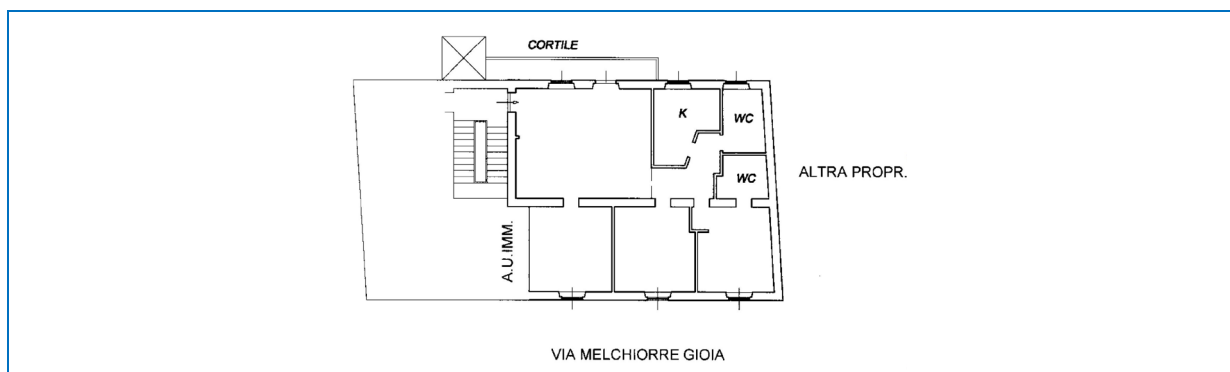 CORTILE
K
WC
WC
ALTRA PROPR.
A.U.IMM.
VIA MELCHIORRE GIOIA